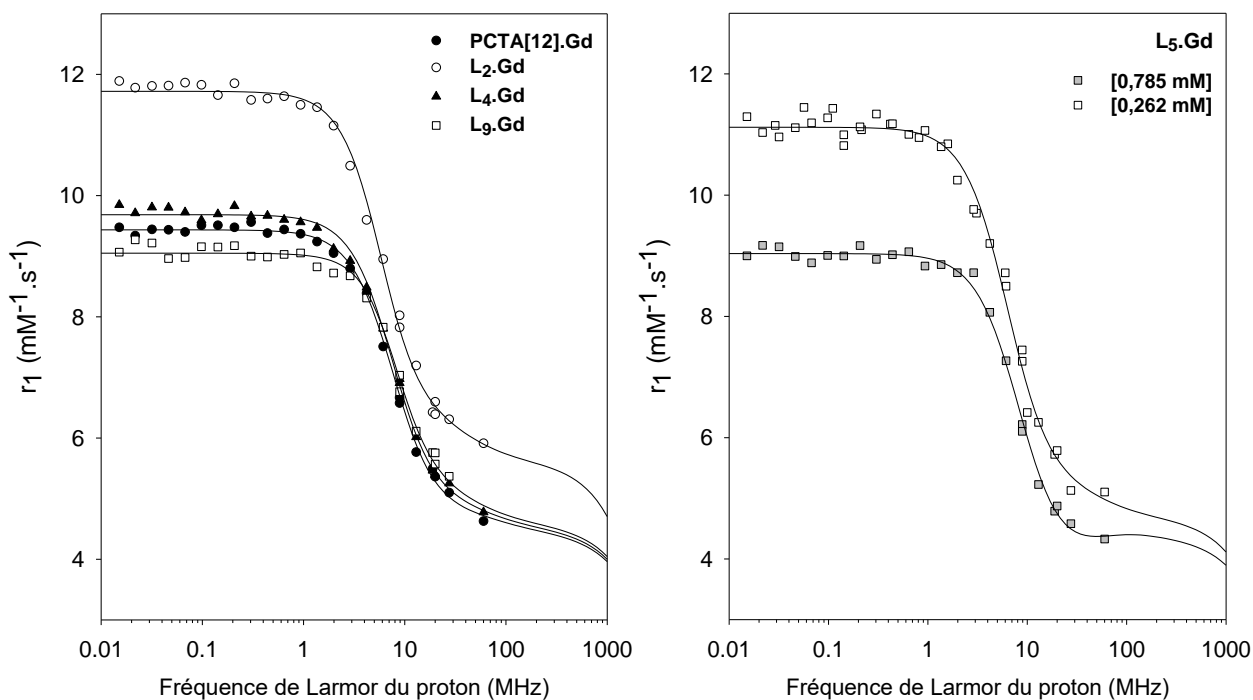 12
10
8
6
4
r1 (mM-1.s-1)
0.01 0.1 1 10 100 1000
Fréquence de Larmor du proton (MHz)
PCTA[12].Gd
L2.Gd
L4.Gd
L9.Gd
12
10
8
6
4
r1 (mM-1.s-1)
0.01 0.1 1 10 100 1000
Fréquence de Larmor du proton (MHz)
L5.Gd
[0,785 mM]
[0,262 mM]